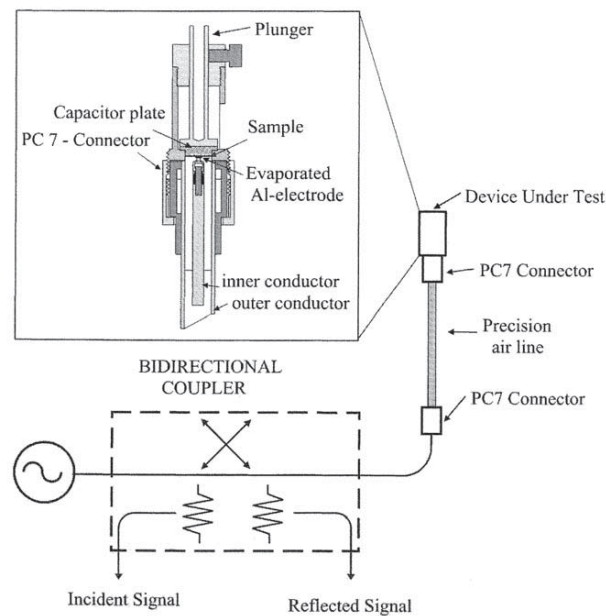 Plunger
Capacitor plate
PC 7 - Connector
Sample
Evaporated
Al-electrode
inner conductor
outer conductor
Device Under Test
PC7 Connector
Precision
air line
PC7 Connector
BIDIRECTIONAL
COUPLER
Incident Signal
Reflected Signal